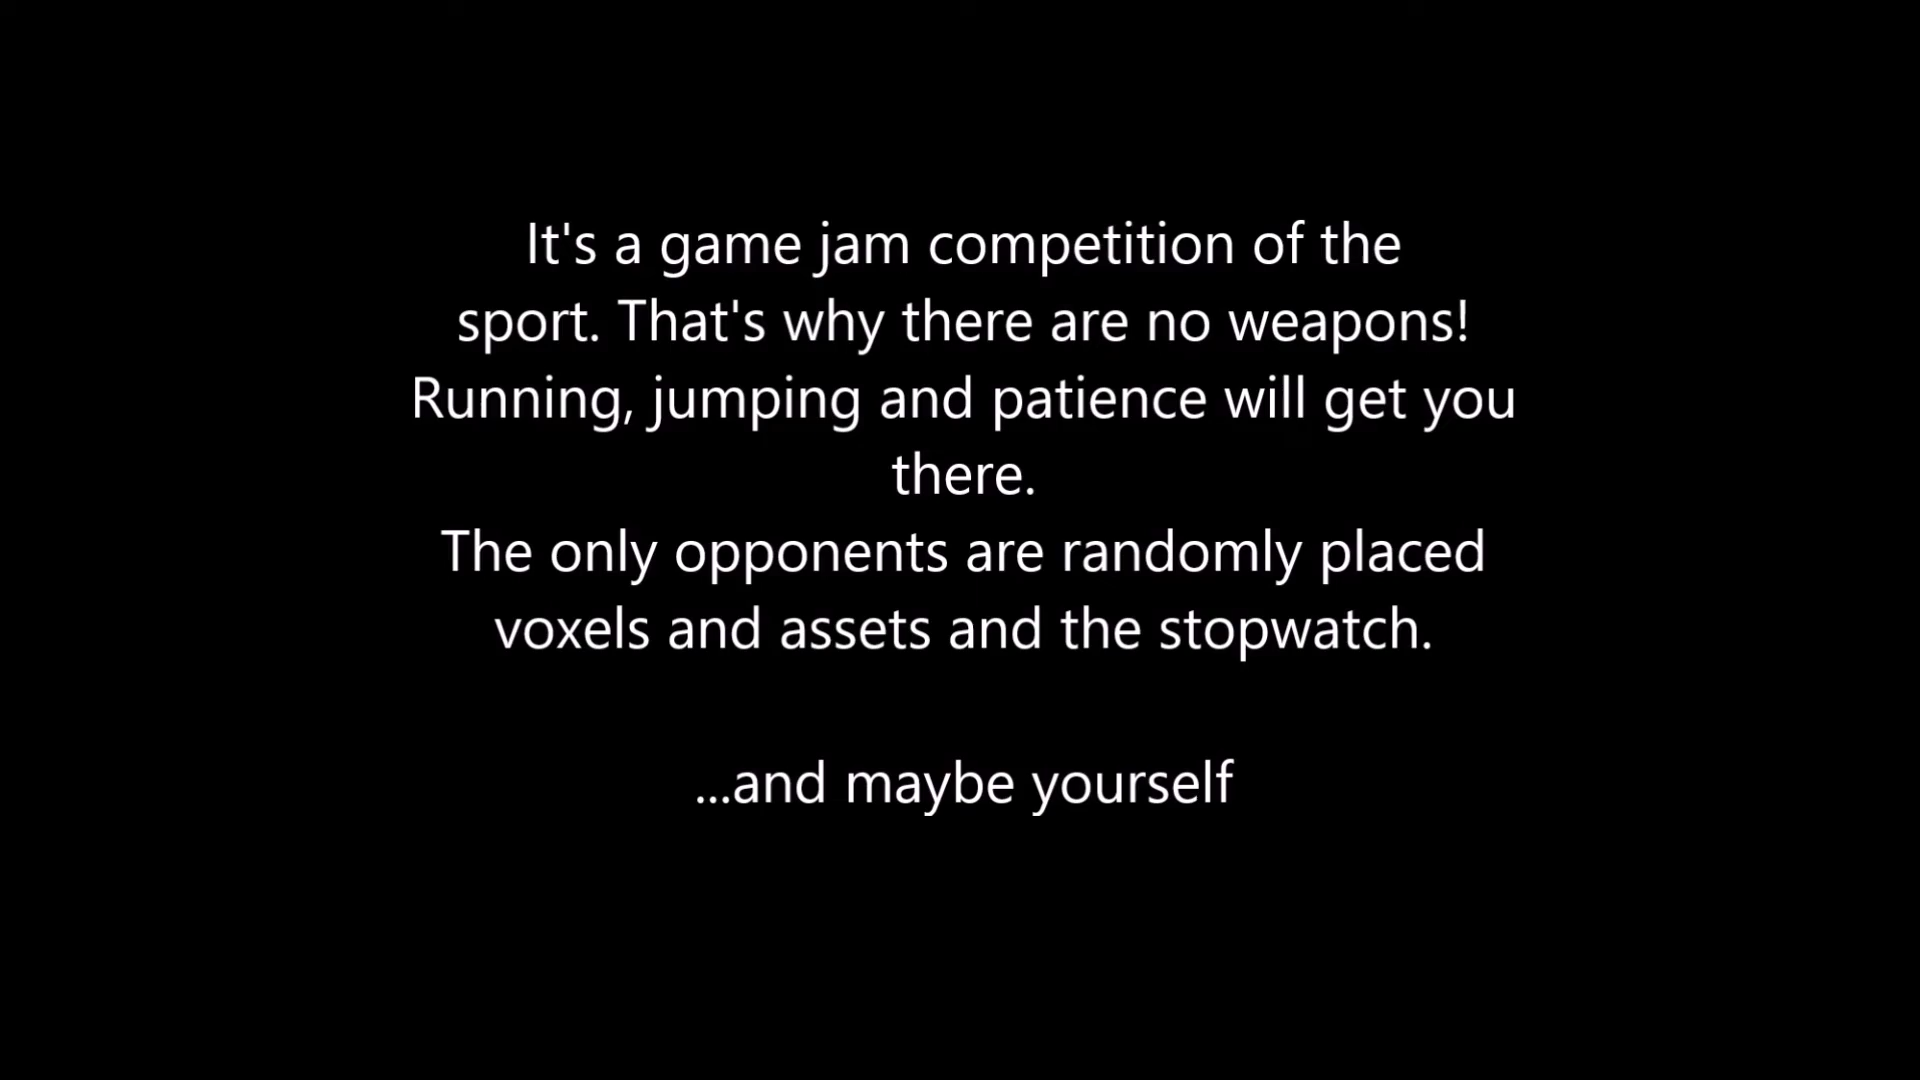 It's a game jam competition of the
sport. That's why there are no weapons!
Running, jumping and patience will get you
there.
The only opponents are randomly placed
voxels and assets and the stopwatch.
...and maybe yourself